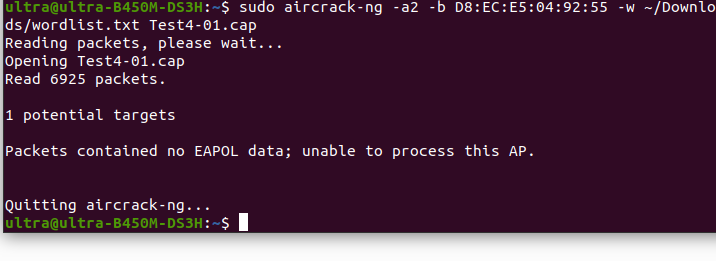 ultra@ultra-B450M-DS3H:~$ sudo aircrack-ng -a2 -b D8:EC:E5:04:92:55 -w ~/Downlo
ds/wordlist.txt Test4-01.cap
Reading packets, please wait...
Opening Test4-01.cap
Read 6925 packets.
1 potential targets
Packets contained no EAPOL data; unable to process this AP.
Quitting aircrack-ng...
ultra@ultra-B450M-DS3H:~$